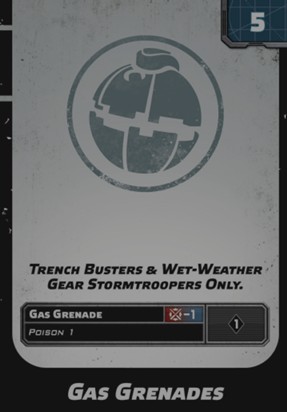 5
Trench Busters & Wet-Weather
Gear Stormtroopers Only.
Gas Grenade -1
Poison 1
1
Gas Grenades